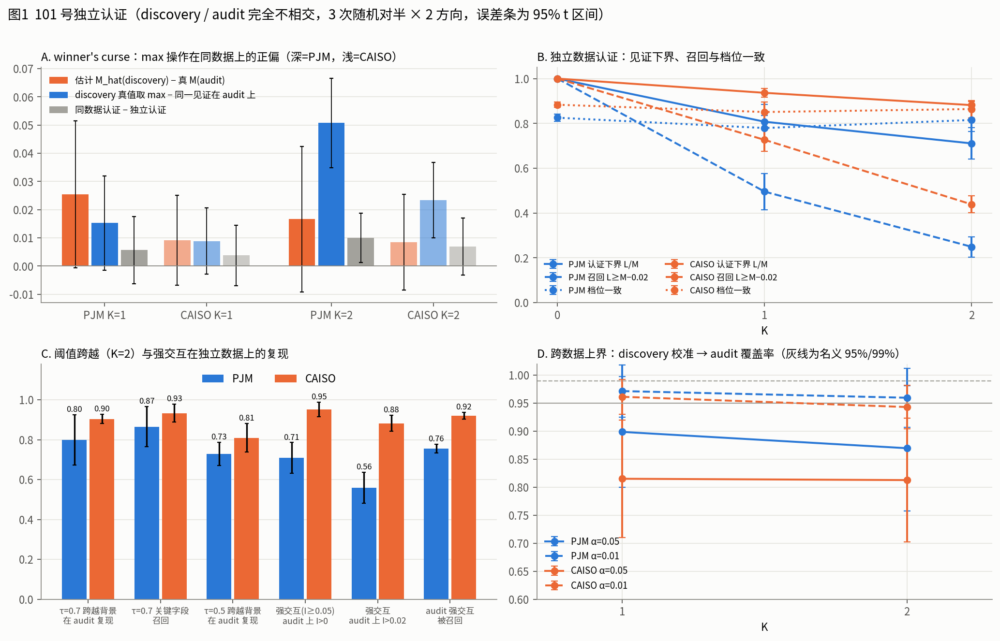 图1 101 号独立认证（discovery / audit 完全不相交，3 次随机对半 × 2 方向，误差条为 95% t 区间）
A. winner's curse：max 操作在同数据上的正偏（深=PJM，浅=CAISO）
0.07
0.06
0.05
0.04
0.03
0.02
0.01
0.00
-0.01
估计 M_hat(discovery) − 真 M(audit)
discovery 真值取 max − 同一见证在 audit 上
同数据认证 − 独立认证
PJM K=1
CAISO K=1
PJM K=2
CAISO K=2
B. 独立数据认证：见证下界、召回与档位一致
1.0
0.8
0.6
0.4
0.2
0.0
PJM 认证下界 L/M
PJM 召回 L≥M−0.02
PJM 档位一致
CAISO 认证下界 L/M
CAISO 召回 L≥M−0.02
CAISO 档位一致
0
1
2
K
C. 阈值跨越（K=2）与强交互在独立数据上的复现
PJM
CAISO
1.0
0.8
0.6
0.4
0.2
0.0
0.80
0.90
0.87
0.93
0.73
0.81
0.71
0.95
0.56
0.88
0.76
0.92
τ=0.7 跨越背景
在 audit 复现
τ=0.7 关键字段
召回
τ=0.5 跨越背景
在 audit 复现
强交互(I≥0.05)
audit 上 I>0
强交互
audit 上 I>0.02
audit 强交互
被召回
D. 跨数据上界：discovery 校准 → audit 覆盖率（灰线为名义 95%/99%）
1.00
0.95
0.90
0.85
0.80
0.75
0.70
0.65
0.60
PJM α=0.05
PJM α=0.01
CAISO α=0.05
CAISO α=0.01
1
2
K